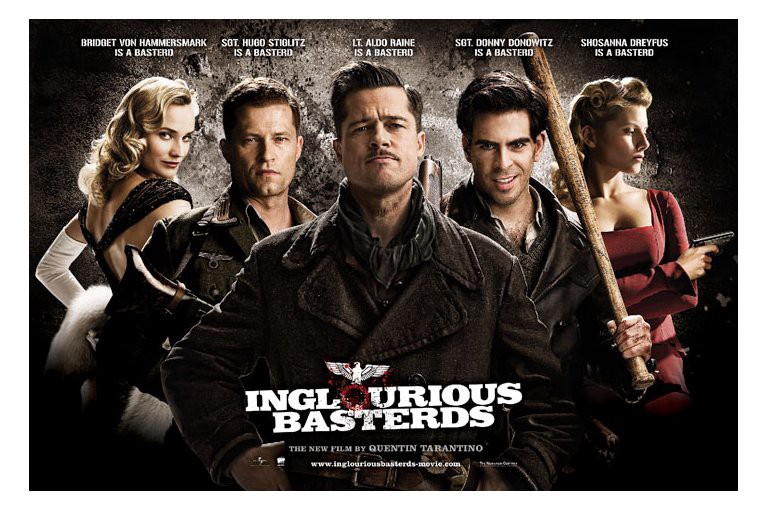 BRIDGET VON HAMMERSMARK
IS A BASTERD
SGT. HUGO STIGLITZ
IS A BASTERD
LT. ALDO RAINE
IS A BASTERD
SGT. DONNY DONOWITZ
IS A BASTERD
SHOSANNA DREYFUS
IS A BASTERD
INGLOURIOUS
BASTERDS
THE NEW FILM BY QUENTIN TARANTINO
www.inglouriousbasterds-movie.com